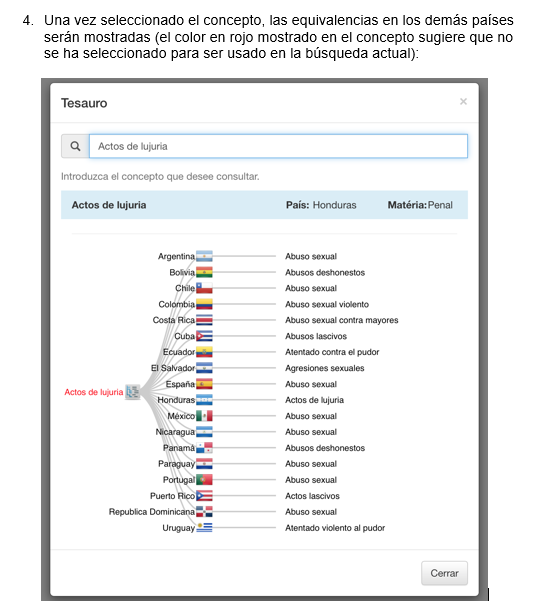 4. Una vez seleccionado el concepto, las equivalencias en los demás países
serán mostradas (el color en rojo mostrado en el concepto sugiere que no
se ha seleccionado para ser usado en la búsqueda actual):
Tesauro ×
Actos de lujuria
Introduzca el concepto que desee consultar.
Actos de lujuria País: Honduras Matéria:Penal
Argentina Abuso sexual
Bolivia Abusos deshonestos
Chile Abuso sexual
Colombia Abuso sexual violento
Costa Rica Abuso sexual contra mayores
Cuba Abusos lascivos
Ecuador Atentado contra el pudor
El Salvador Agresiones sexuales
España Abuso sexual
Actos de lujuria
Honduras Actos de lujuria
México Abuso sexual
Nicaragua Abuso sexual
Panamá Abusos deshonestos
Paraguay Abuso sexual
Portugal Abuso sexual
Puerto Rico Actos lascivos
Republica Dominicana Abuso sexual
Uruguay Atentado violento al pudor
Cerrar